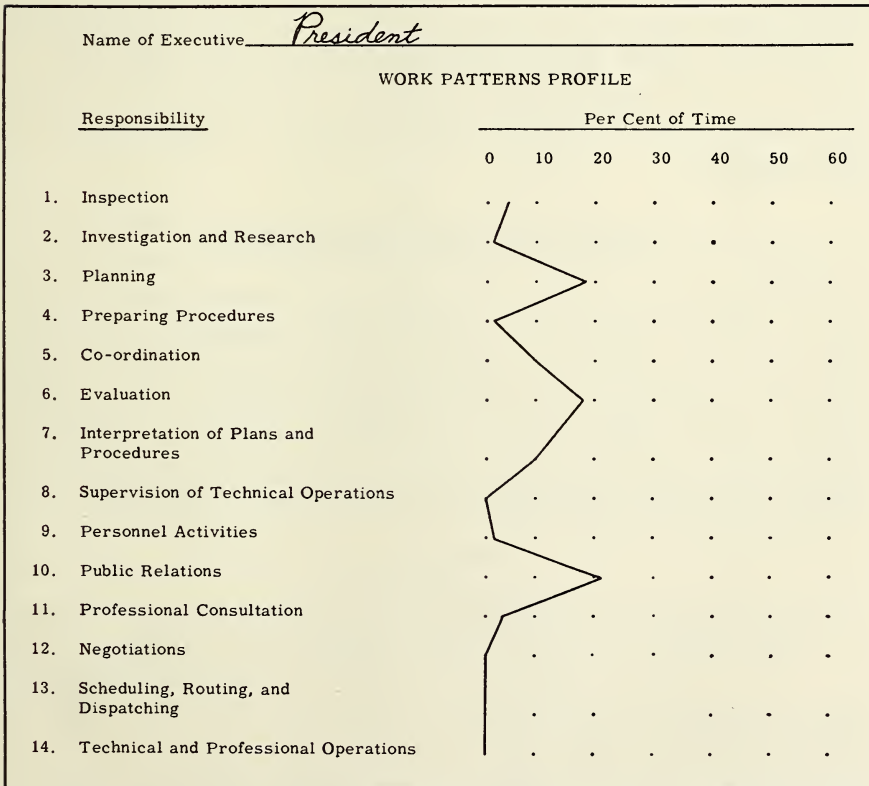 Name of Executive President
WORK PATTERNS PROFILE
Responsibility Per Cent of Time
0 10 20 30 40 50 60
1. Inspection
2. Investigation and Research
3. Planning
4. Preparing Procedures
5. Co-ordination
6. Evaluation
7. Interpretation of Plans and
Procedures
8. Supervision of Technical Operations
9. Personnel Activities
10. Public Relations
11. Professional Consultation
12. Negotiations
13. Scheduling, Routing, and
Dispatching
14. Technical and Professional Operations